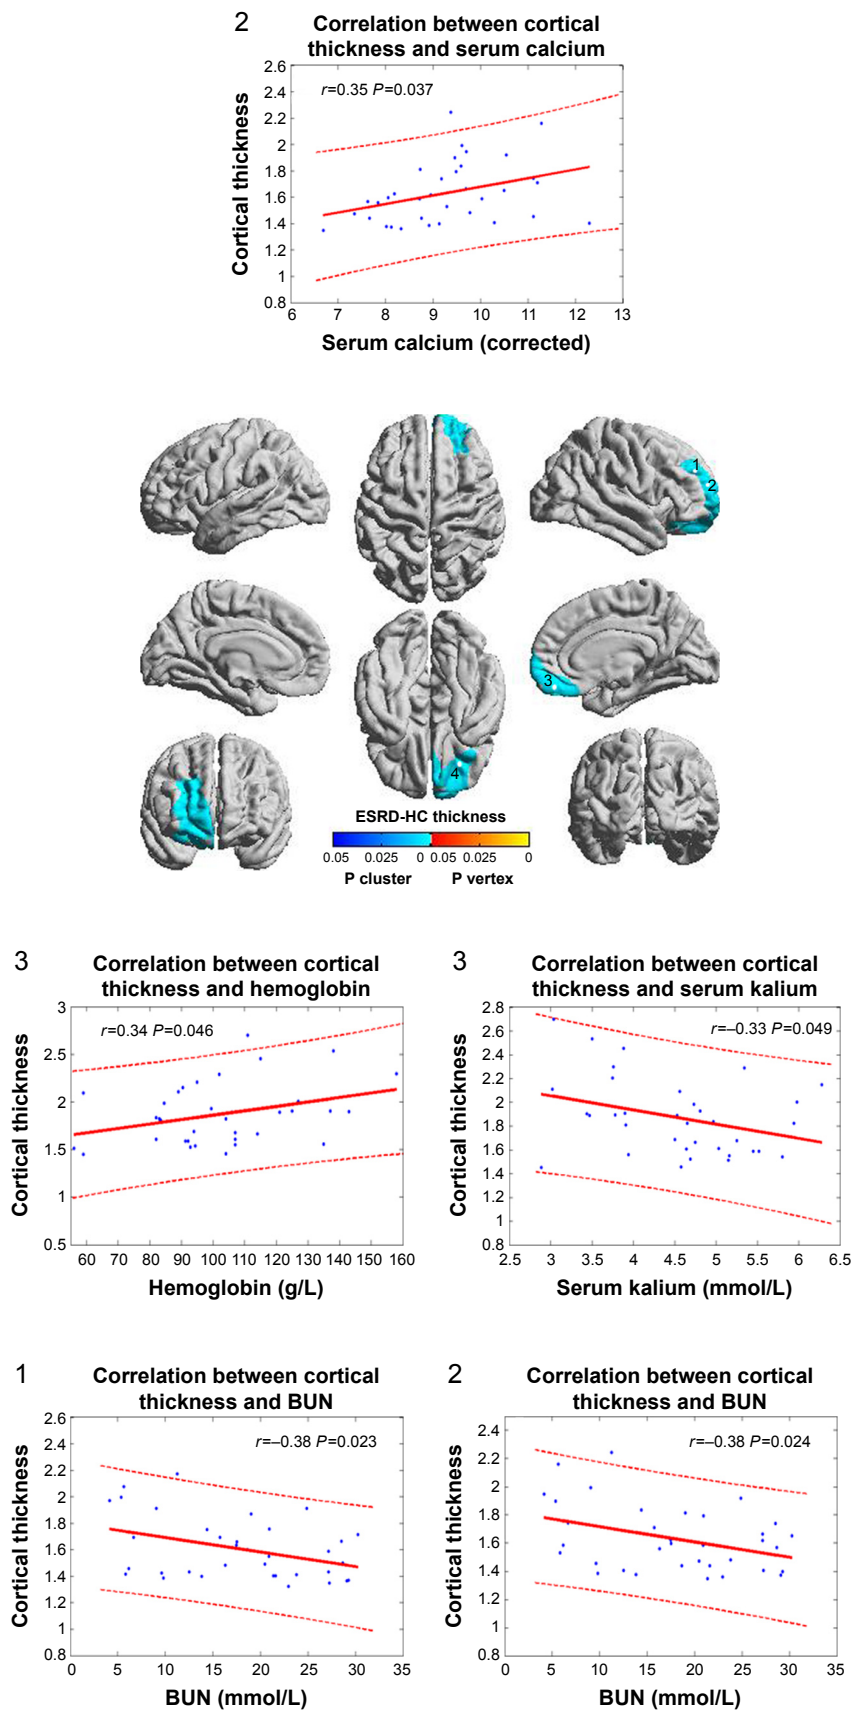 2
Correlation between cortical
thickness and serum calcium
r=0.35 P=0.037
Cortical thickness
2.6
2.4
2.2
2
1.8
1.6
1.4
1.2
1
0.8
6 7 8 9 10 11 12 13
Serum calcium (corrected)
1
2
3
4
ESRD-HC thickness
0.05 0.025 0 0.05 0.025 0
P cluster P vertex
3
Correlation between cortical
thickness and hemoglobin
r=0.34 P=0.046
Cortical thickness
3
2.5
2
1.5
1
0.5
60 70 80 90 100 110 120 130 140 150 160
Hemoglobin (g/L)
3
Correlation between cortical
thickness and serum kalium
r=–0.33 P=0.049
Cortical thickness
2.8
2.6
2.4
2.2
2
1.8
1.6
1.4
1.2
1
0.8
2.5 3 3.5 4 4.5 5 5.5 6 6.5
Serum kalium (mmol/L)
1
Correlation between cortical
thickness and BUN
r=–0.38 P=0.023
Cortical thickness
2.6
2.4
2.2
2
1.8
1.6
1.4
1.2
1
0.8
0 5 10 15 20 25 30 35
BUN (mmol/L)
2
Correlation between cortical
thickness and BUN
r=–0.38 P=0.024
Cortical thickness
2.4
2.2
2
1.8
1.6
1.4
1.2
1
0.8
0 5 10 15 20 25 30 35
BUN (mmol/L)